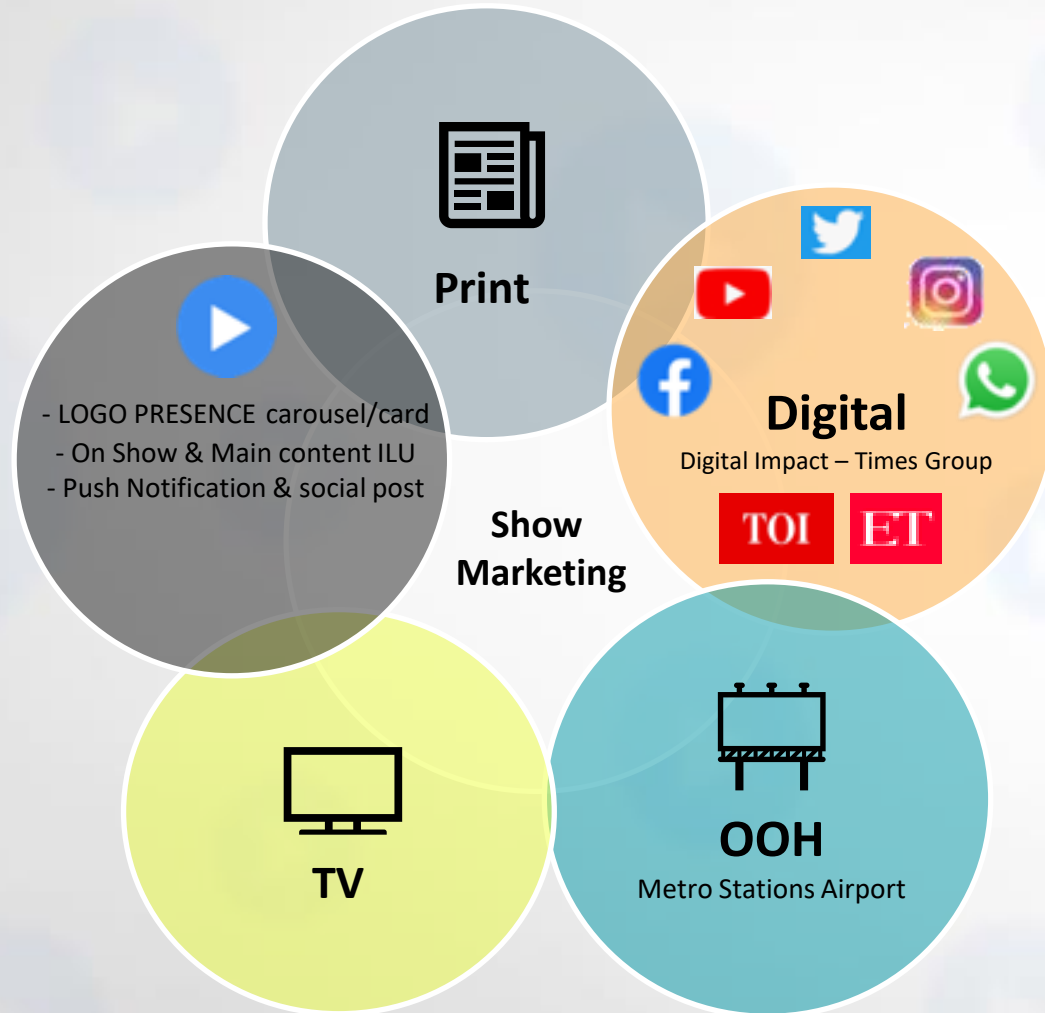 Print
- LOGO PRESENCE carousel/card
- On Show & Main content ILU
- Push Notification & social post
Digital
Digital Impact – Times Group
TOI
ET
Show
Marketing
TV
OOH
Metro Stations Airport